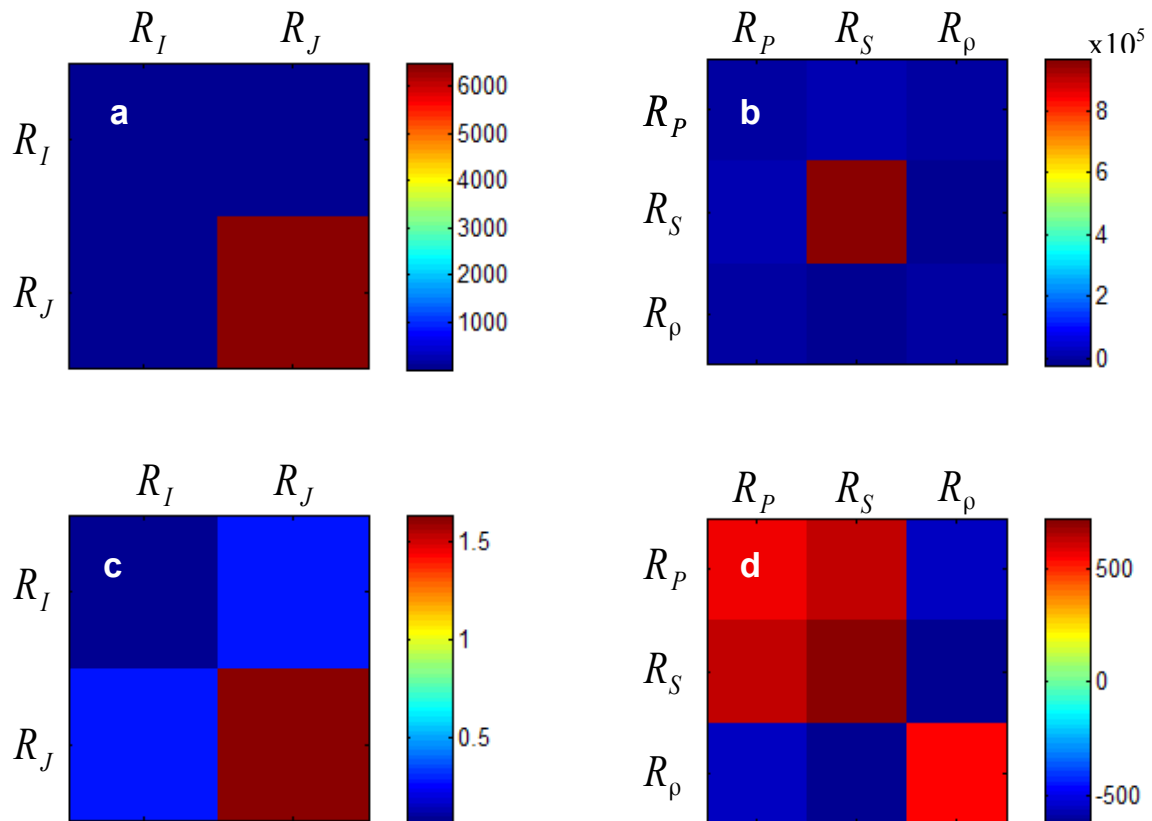 R_I R_J
a
R_I
R_J
6000
5000
4000
3000
2000
1000
R_P R_S R_ρ
x10^5
b
R_P
R_S
R_ρ
8
6
4
2
0
R_I R_J
c
R_I
R_J
1.5
1
0.5
R_P R_S R_ρ
d
R_P
R_S
R_ρ
500
0
-500